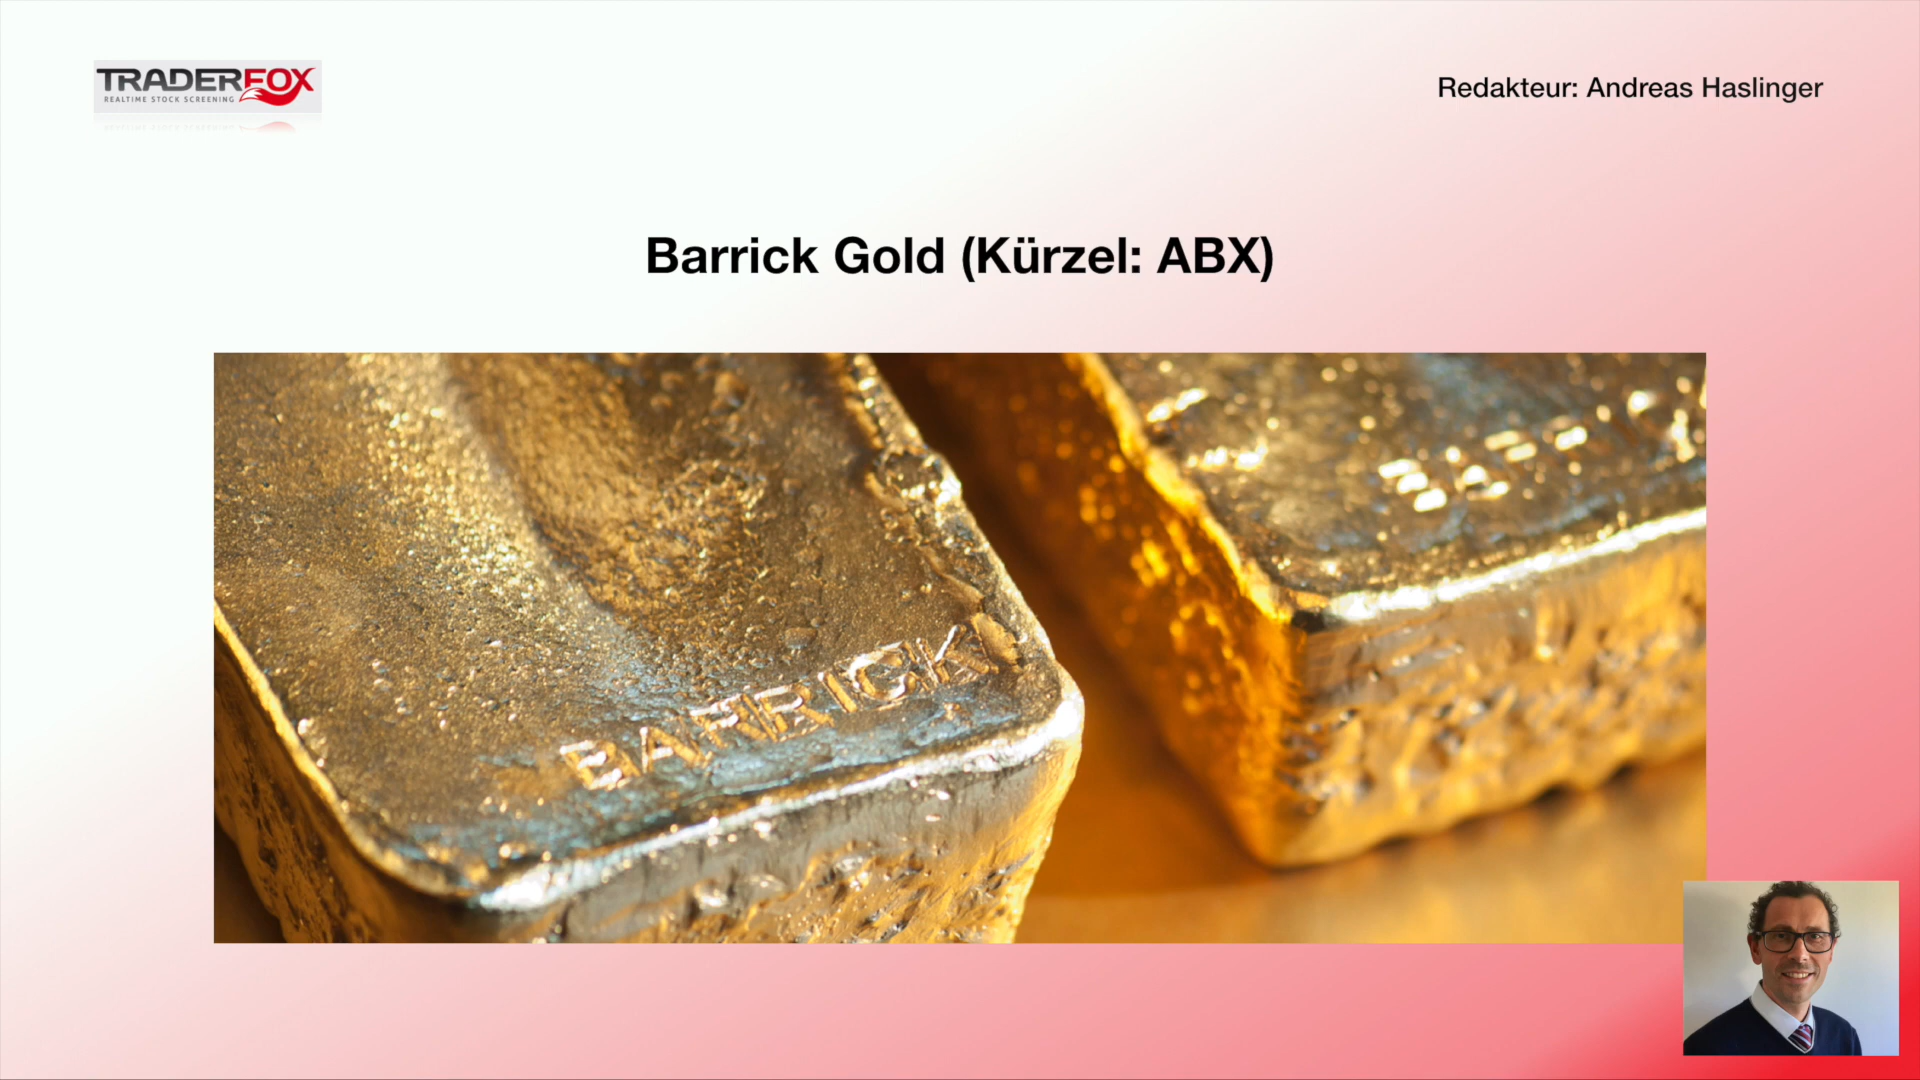 TRADERFOX
REALTIME STOCK SCREENING
Redakteur: Andreas Haslinger
Barrick Gold (Kürzel: ABX)
BARRICK